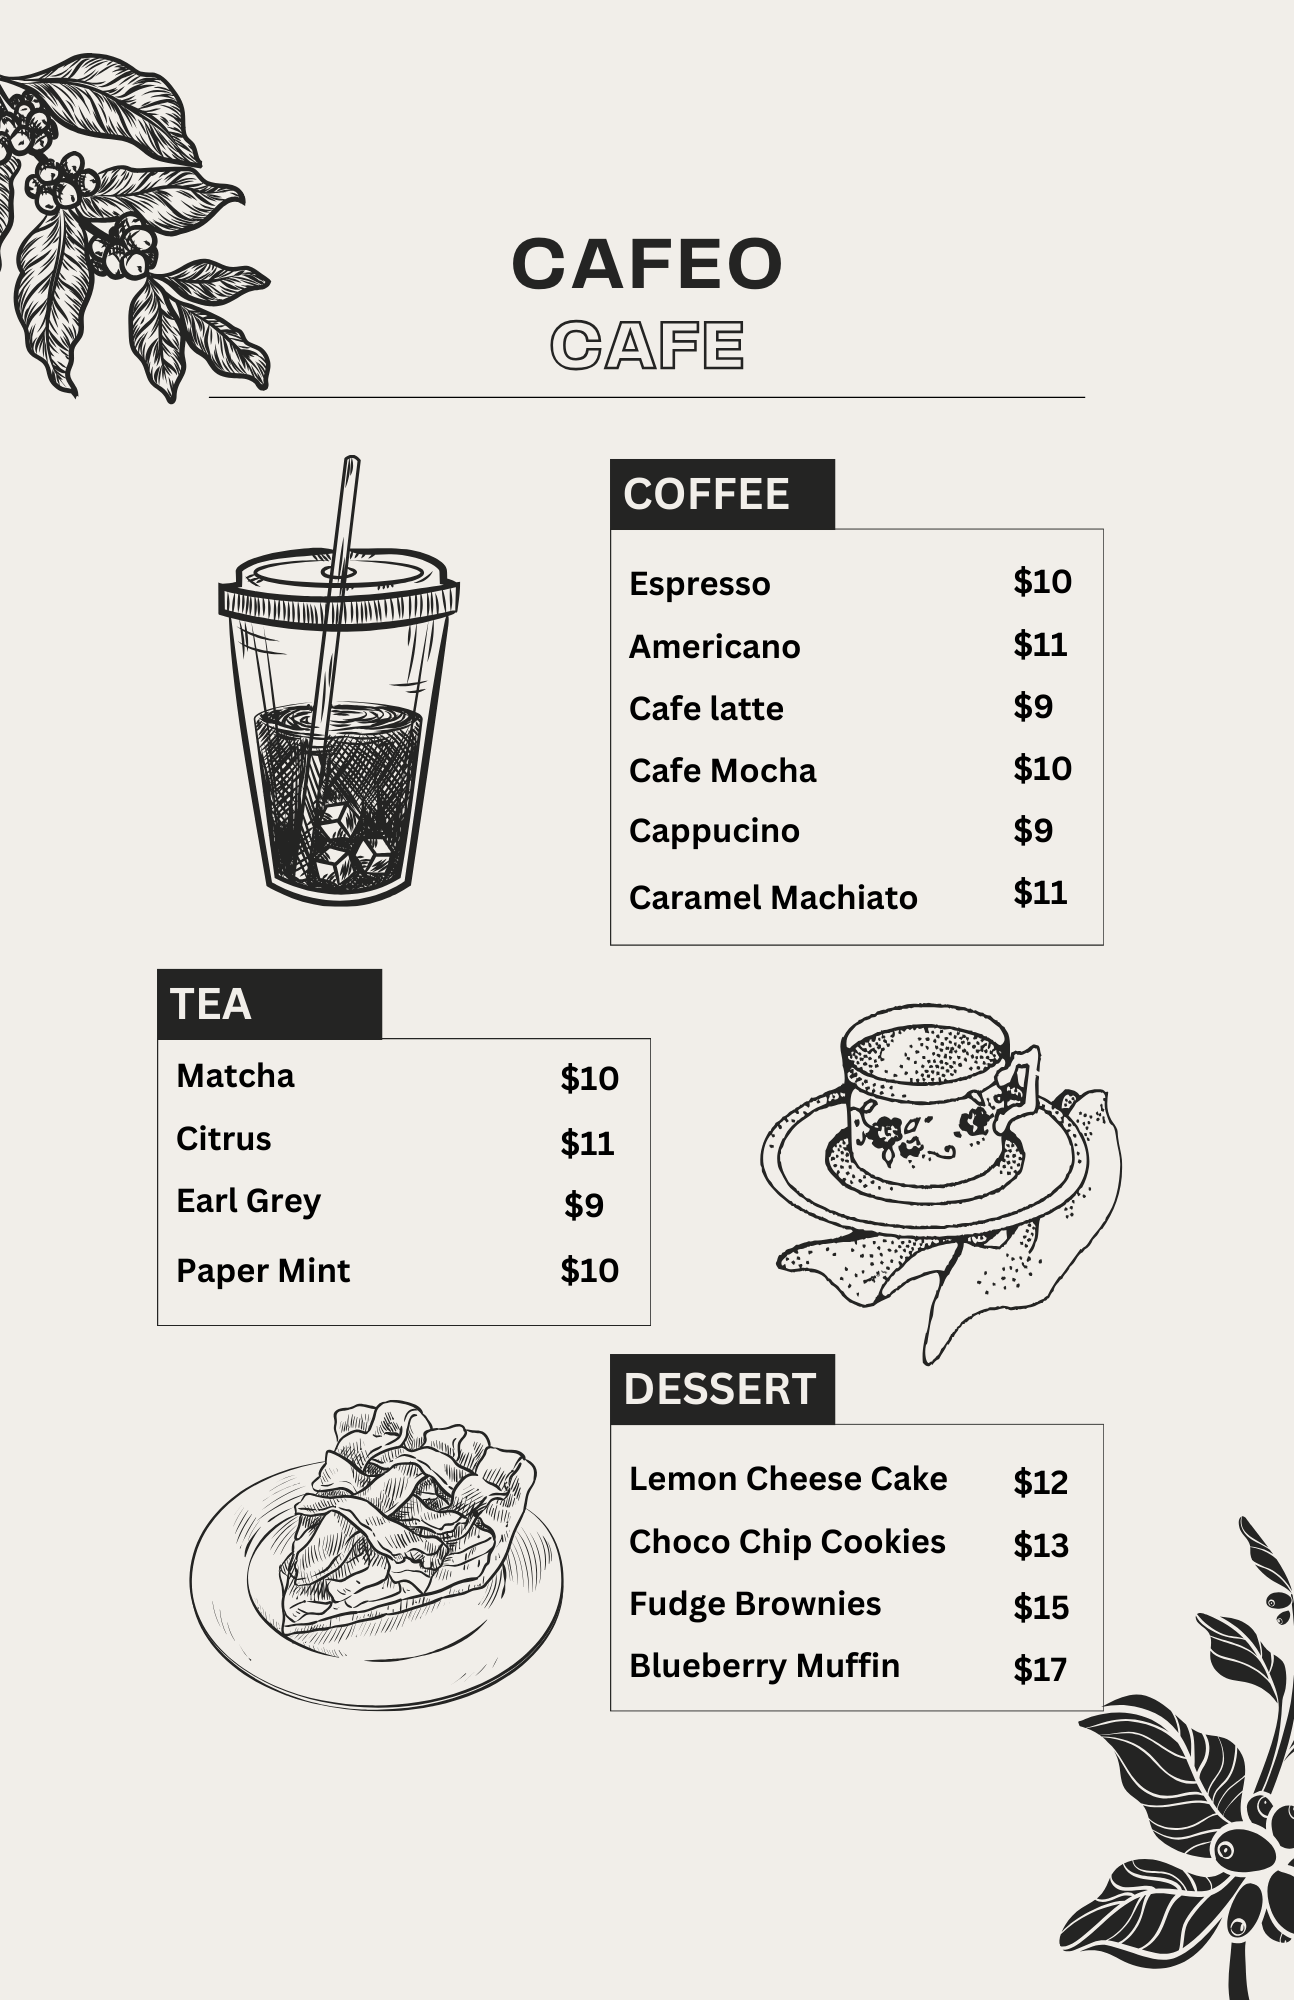 CAFEO
CAFE
COFFEE
Espresso $10
Americano $11
Cafe latte $9
Cafe Mocha $10
Cappucino $9
Caramel Machiato $11
TEA
Matcha $10
Citrus $11
Earl Grey $9
Paper Mint $10
DESSERT
Lemon Cheese Cake $12
Choco Chip Cookies $13
Fudge Brownies $15
Blueberry Muffin $17